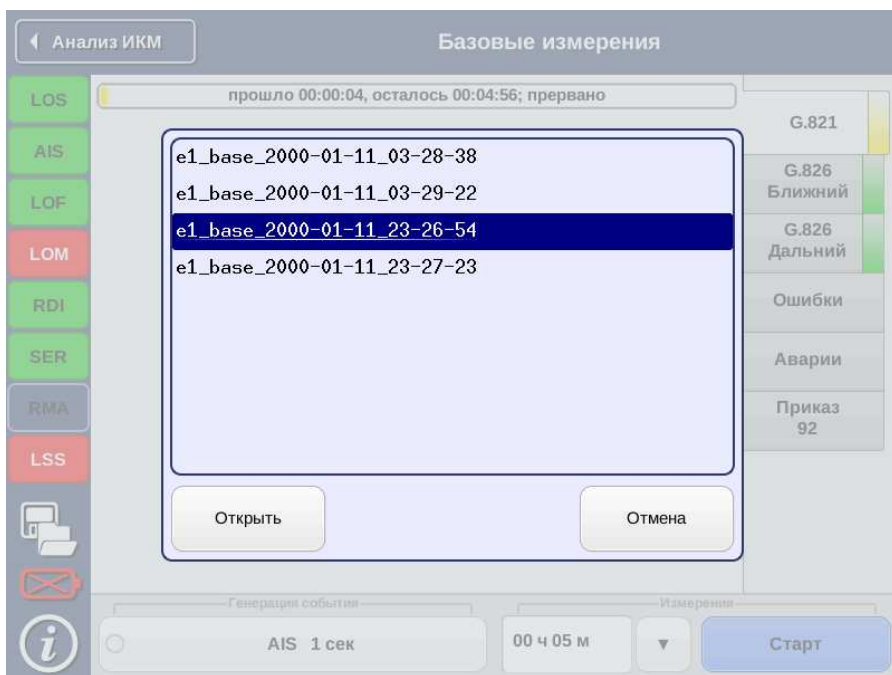 Анализ ИКМ
Базовые измерения
LOS
AIS
LOF
LOM
RDI
SER
RMA
LSS
прошло 00:00:04, осталось 00:04:56; прервано
e1_base_2000-01-11_03-28-38
e1_base_2000-01-11_03-29-22
e1_base_2000-01-11_23-26-54
e1_base_2000-01-11_23-27-23
Открыть
Отмена
G.821
G.826
Ближний
G.826
Дальний
Ошибки
Аварии
Приказ
92
Генерация события
Измерения
AIS 1 сек
00 ч 05 м
Старт